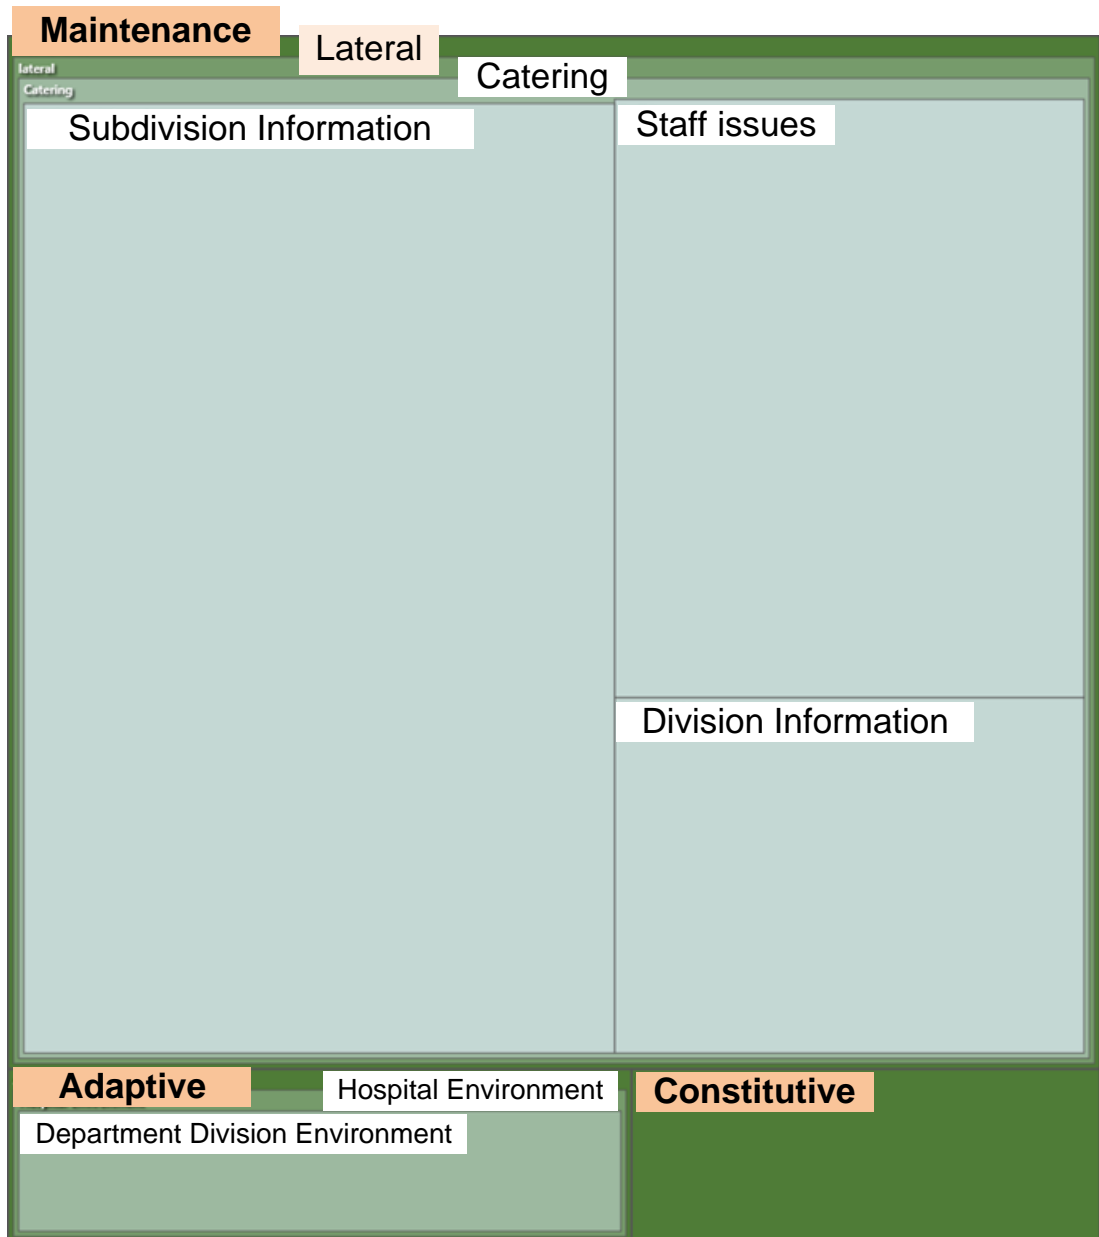 Maintenance
Lateral
lateral
Catering
Catering
Subdivision Information
Staff issues
Division Information
Adaptive
Hospital Environment
Constitutive
Department Division Environment